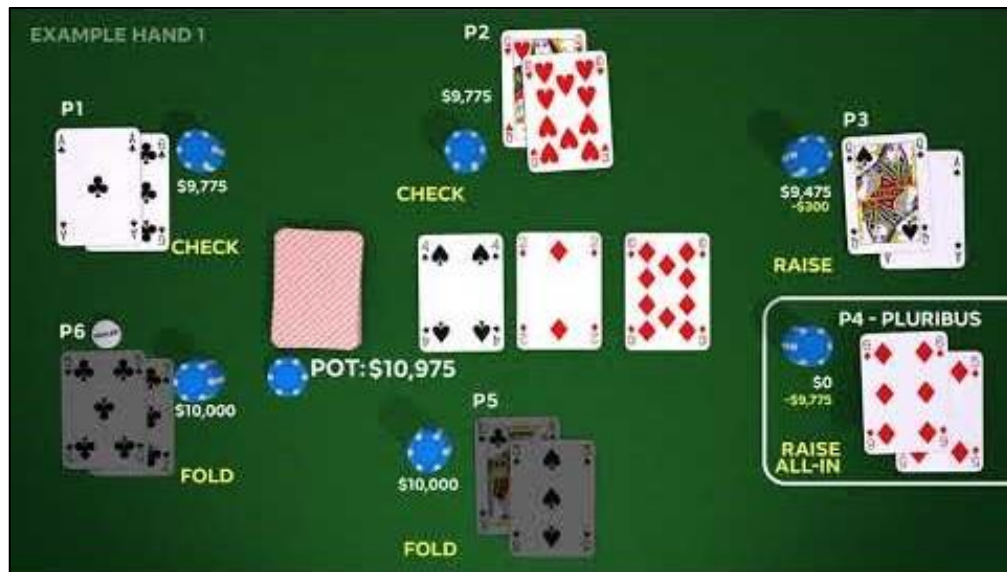 EXAMPLE HAND 1
P2
$9,775
CHECK
P1
$9,775
CHECK
P3
$9,475
-$300
RAISE
P6
$10,000
FOLD
POT: $10,975
P5
$10,000
FOLD
P4 - PLURIBUS
$0
-$9,775
RAISE
ALL-IN